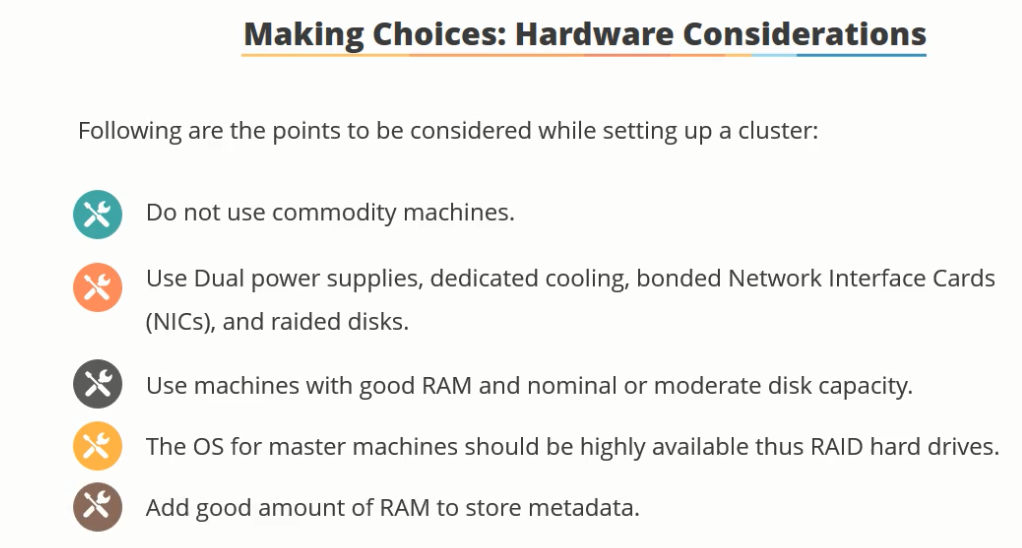 Making Choices: Hardware Considerations
Following are the points to be considered while setting up a cluster:
Do not use commodity machines.
Use Dual power supplies, dedicated cooling, bonded Network Interface Cards
(NICs), and raided disks.
Use machines with good RAM and nominal or moderate disk capacity.
The OS for master machines should be highly available thus RAID hard drives.
Add good amount of RAM to store metadata.